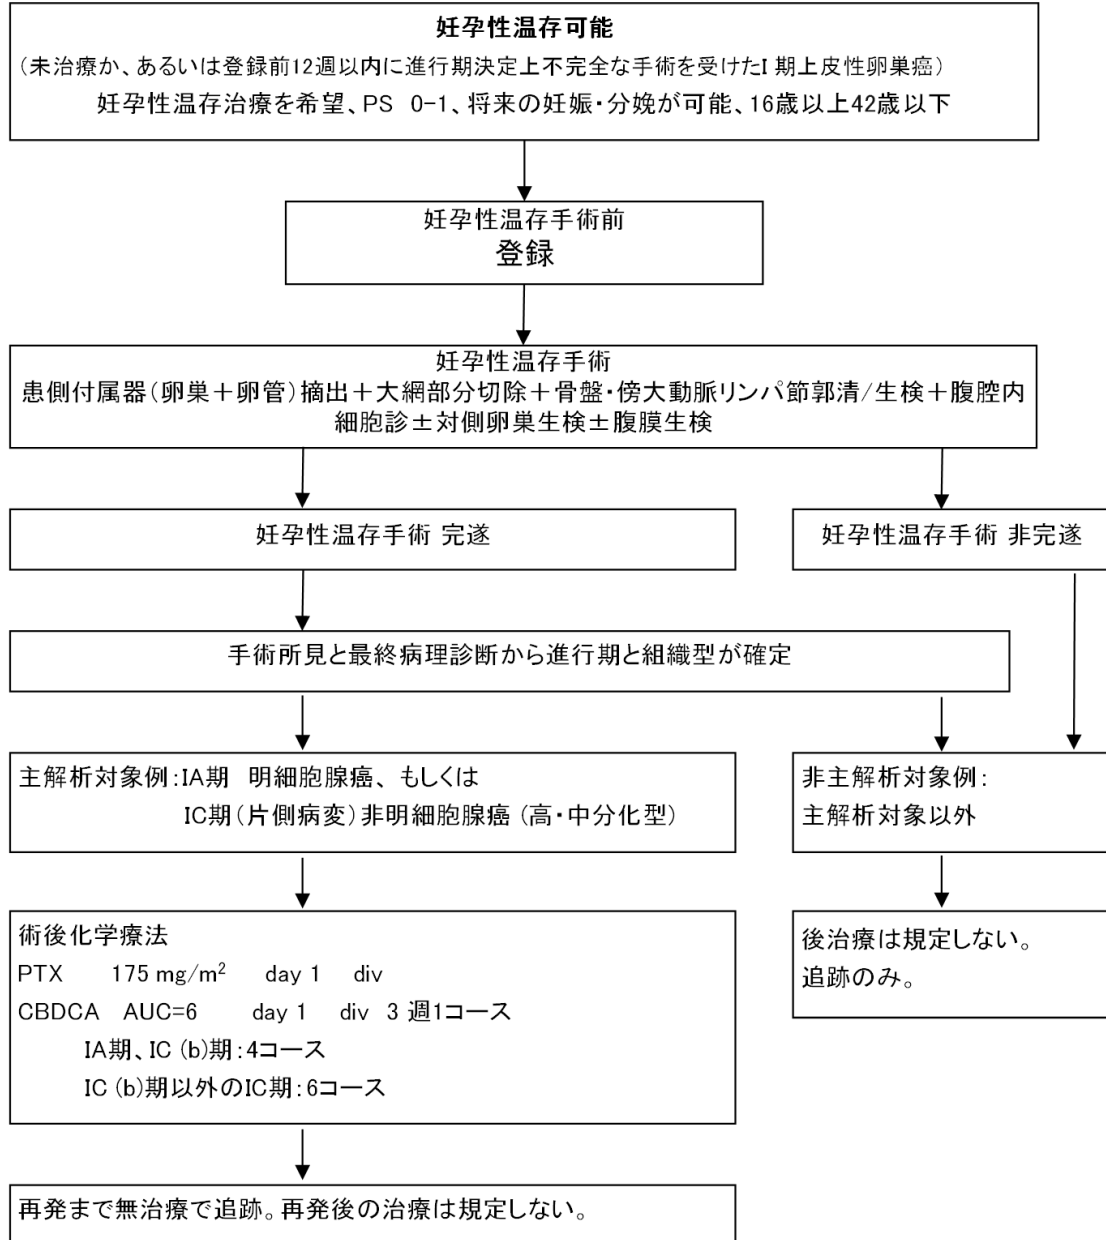 妊孕性温存可能
（未治療か、あるいは登録前12週以内に進行期決定上不完全な手術を受けたI 期上皮性卵巣癌）
妊孕性温存治療を希望、PS 0-1、将来の妊娠・分娩が可能、16歳以上42歳以下
妊孕性温存手術前
登録
妊孕性温存手術
患側付属器（卵巣＋卵管）摘出＋大網部分切除＋骨盤・傍大動脈リンパ節郭清/生検＋腹腔内
細胞診±対側卵巣生検±腹膜生検
妊孕性温存手術 完遂
妊孕性温存手術 非完遂
手術所見と最終病理診断から進行期と組織型が確定
主解析対象例：IA期 明細胞腺癌、もしくは
IC期（片側病変）非明細胞腺癌（高・中分化型）
非主解析対象例：
主解析対象以外
術後化学療法
PTX 175 mg/m² day 1 div
CBDCA AUC=6 day 1 div 3 週1コース
IA期、IC (b)期：4コース
IC (b)期以外のIC期：6コース
後治療は規定しない。
追跡のみ。
再発まで無治療で追跡。再発後の治療は規定しない。